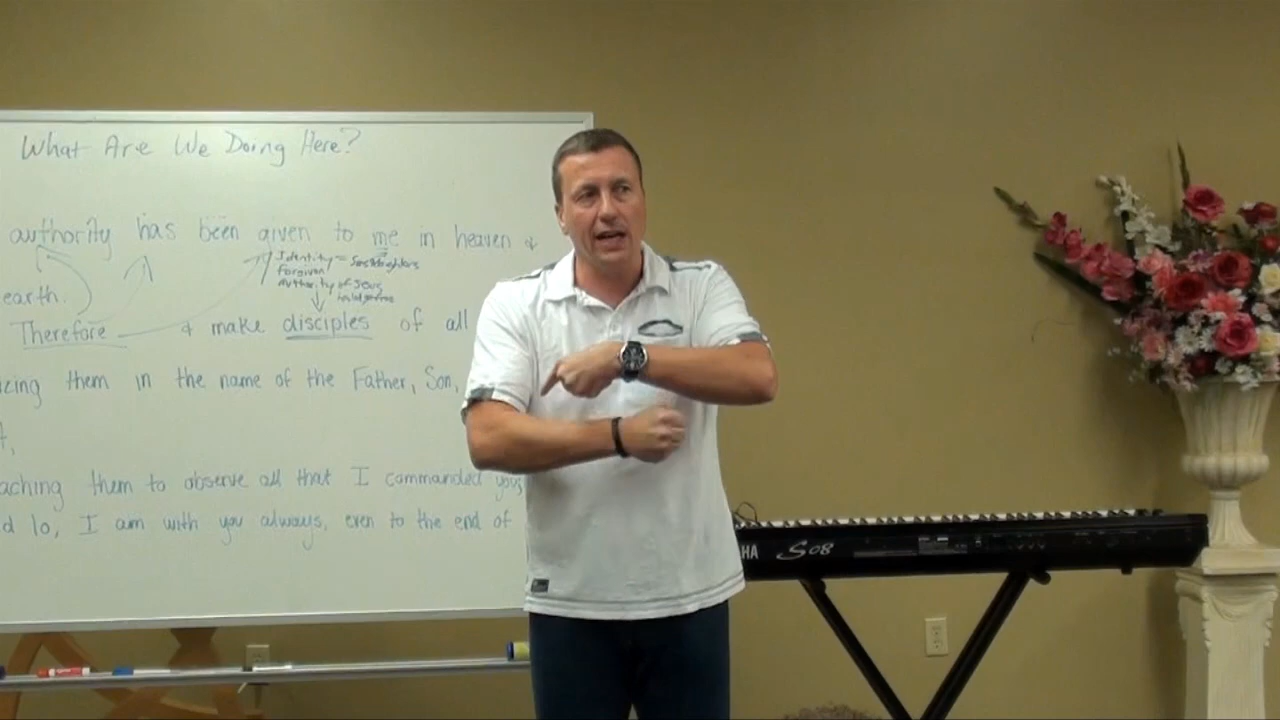 What Are We Doing Here?
authority has been given to me in heaven &
Identity = Sons/daughters
Forgiven
Authority of Jesus
earth.
Therefore & make disciples of all
cing them in the name of the Father, Son,
t,
aching them to observe all that I commanded you,
d lo, I am with you always, even to the end of
HA S08